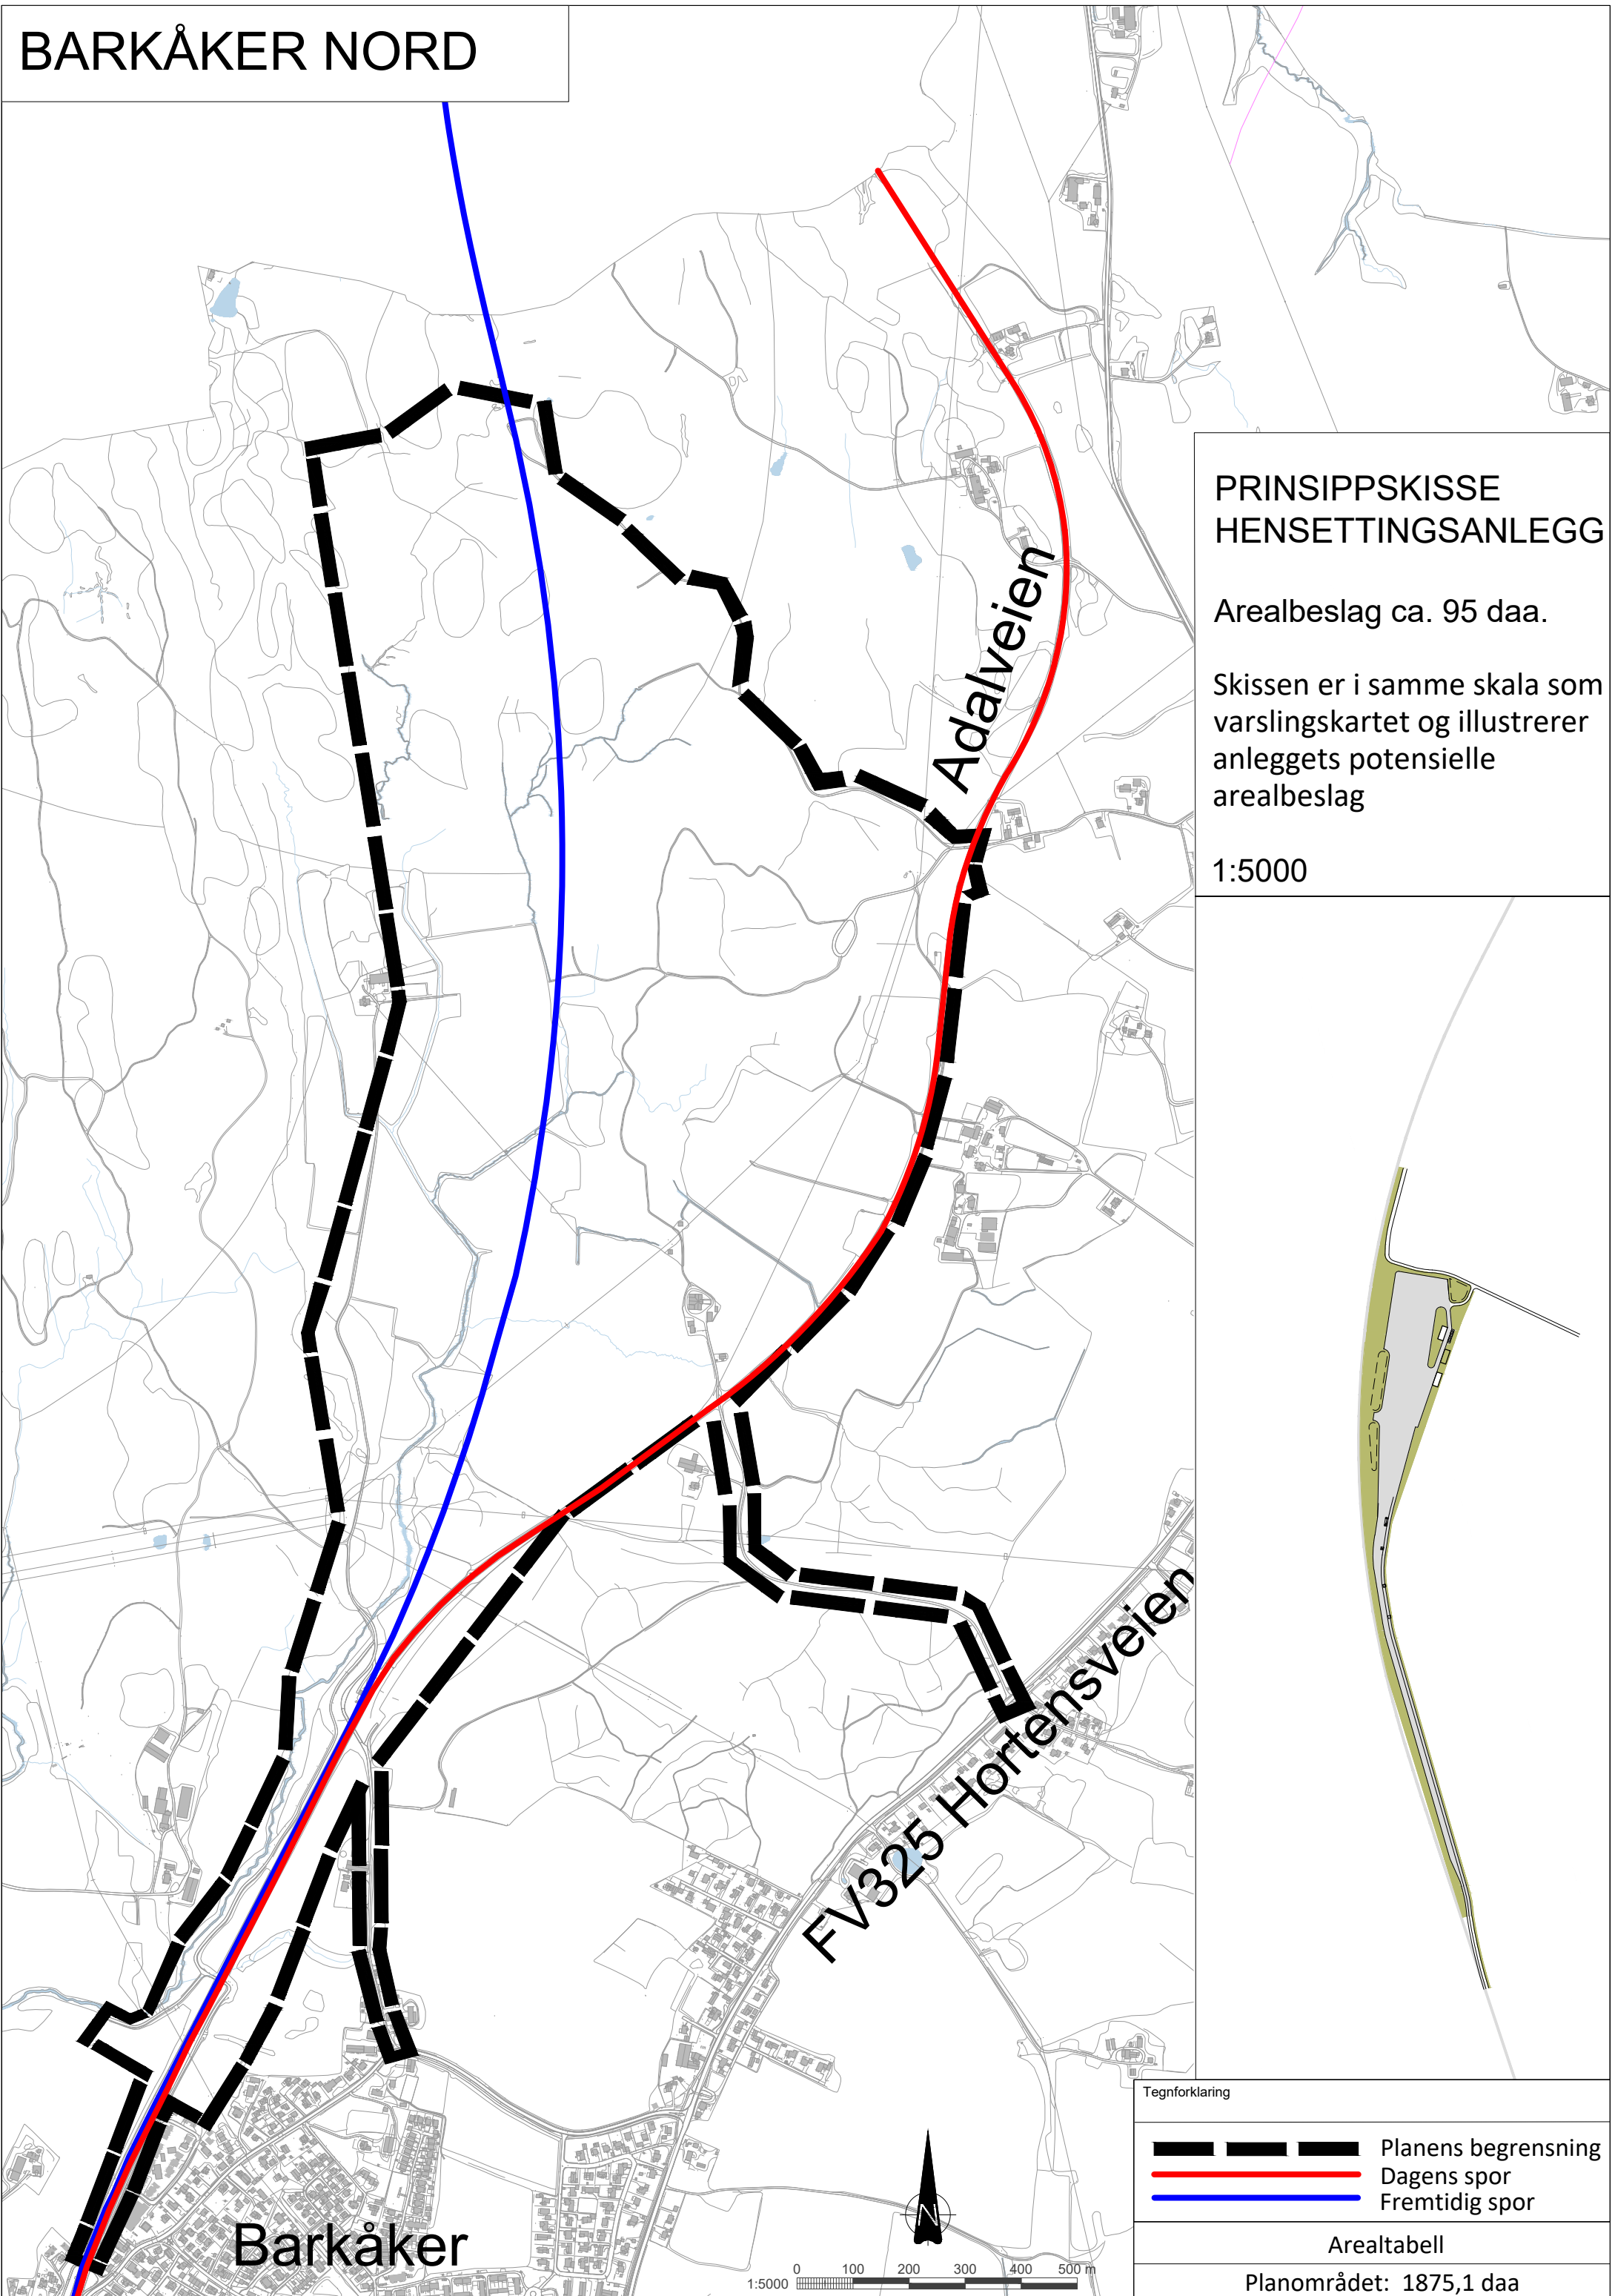 BARKÅKER NORD
PRINSIPPSKISSE
HENSETTINGSANLEGG
Arealbeslag ca. 95 daa.
Skissen er i samme skala som
varslingskartet og illustrerer
anleggets potensielle
arealbeslag
1:5000
Adalveien
FV325 Hortensveien
Barkåker
N
0 100 200 300 400 500 m
1:5000
Tegnforklaring
Planens begrensning
Dagens spor
Fremtidig spor
Arealtabell
Planområdet: 1875,1 daa